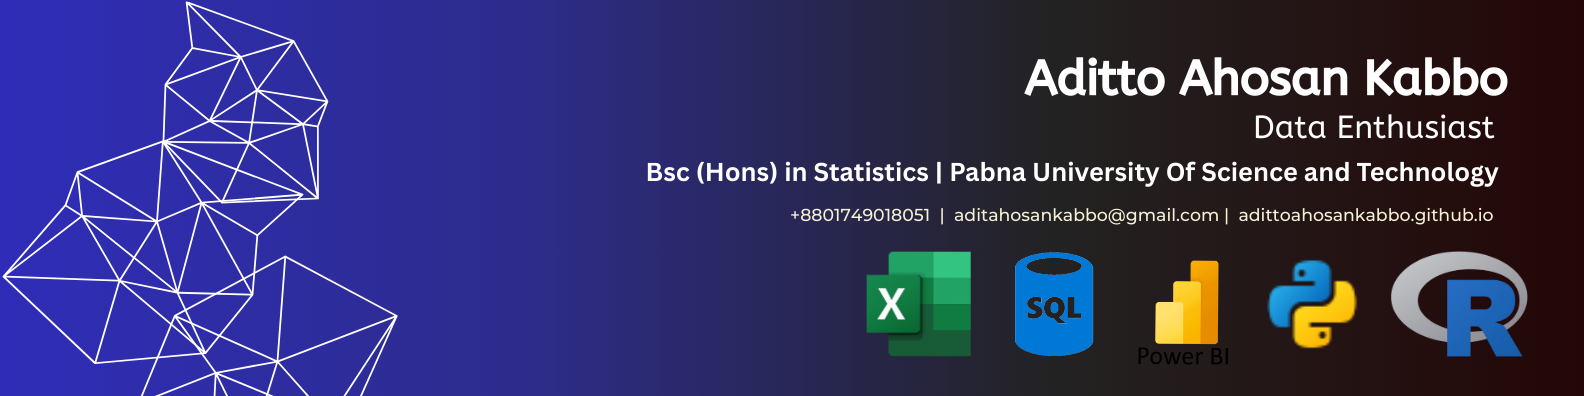 Aditto Ahosan Kabbo
Data Enthusiast
Bsc (Hons) in Statistics | Pabna University Of Science and Technology
+8801749018051 | aditahosankabbo@gmail.com | adittoahosankabbo.github.io
X SQL R
Power BI